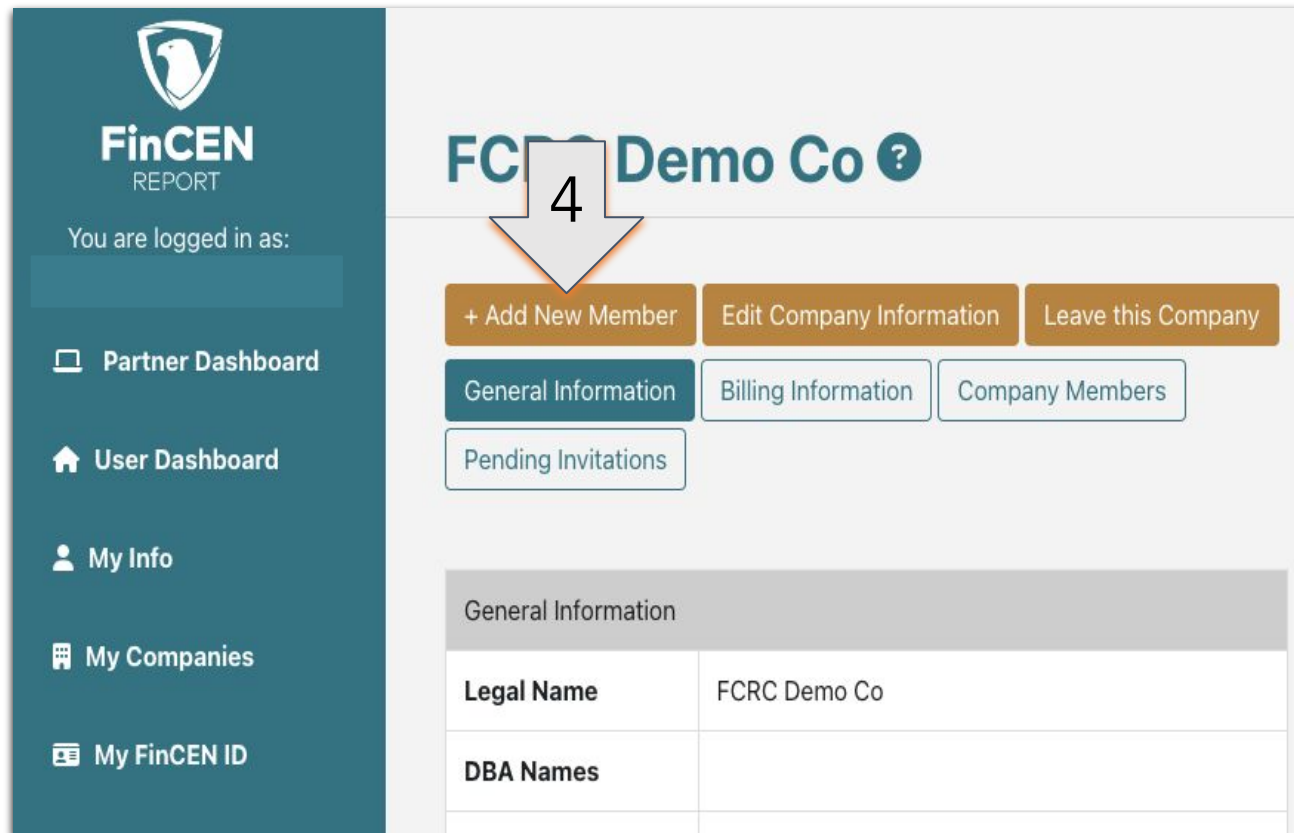 FinCEN
REPORT
You are logged in as:
Partner Dashboard
User Dashboard
My Info
My Companies
My FinCEN ID
FCRC Demo Co ?
4
+ Add New Member Edit Company Information Leave this Company
General Information Billing Information Company Members
Pending Invitations
General Information
Legal Name FCRC Demo Co
DBA Names